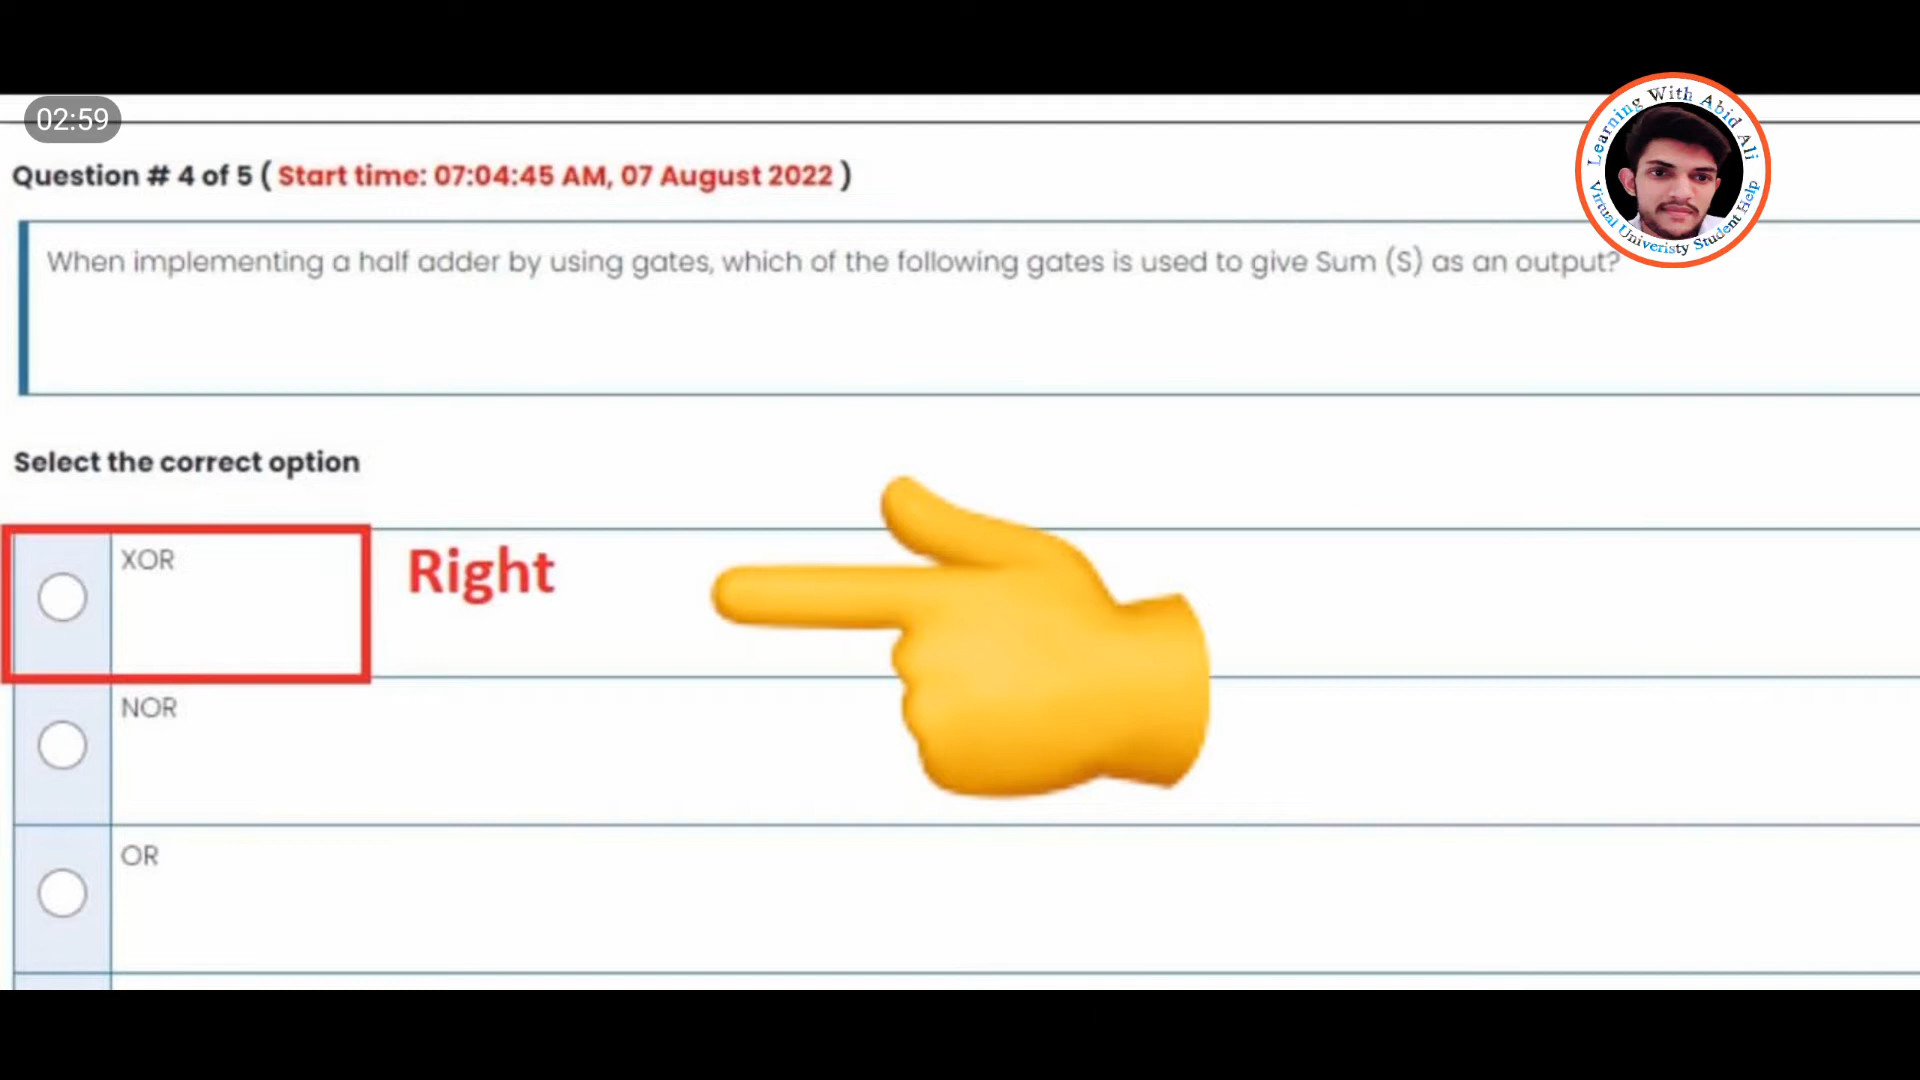 02:59
Learning With Abid Ali
Virtual Univeristy Student Help
Question # 4 of 5 ( Start time: 07:04:45 AM, 07 August 2022 )
When implementing a half adder by using gates, which of the following gates is used to give Sum (S) as an output?
Select the correct option
XOR
Right
NOR
OR